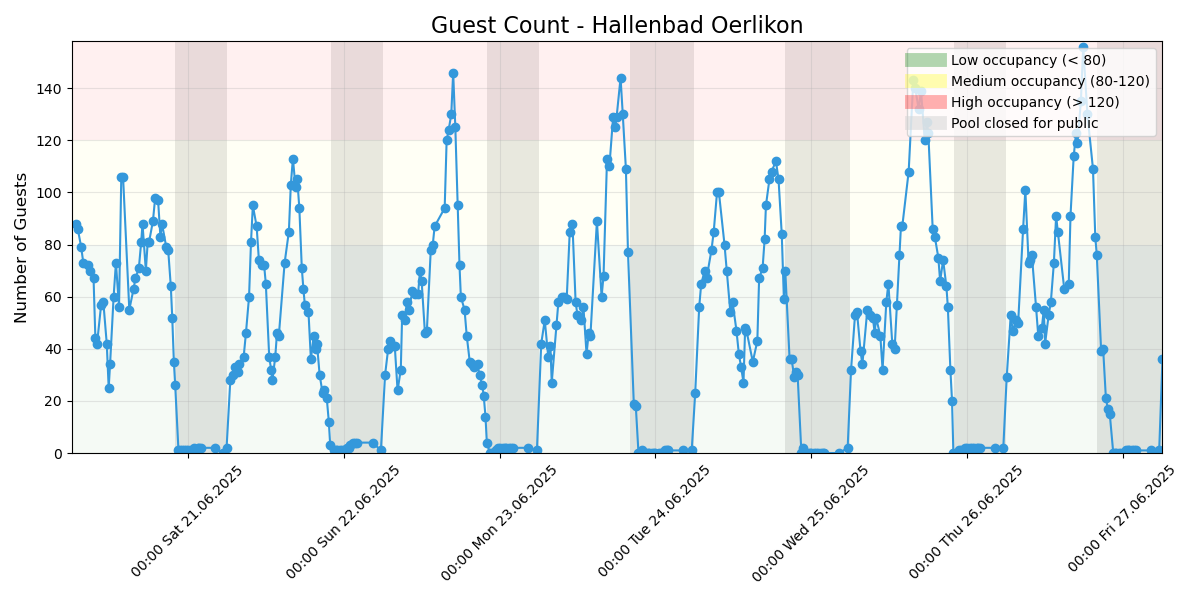 Guest Count - Hallenbad Oerlikon
Number of Guests
140
120
100
80
60
40
20
0
Low occupancy (< 80)
Medium occupancy (80-120)
High occupancy (> 120)
Pool closed for public
00:00 Sat 21.06.2025
00:00 Sun 22.06.2025
00:00 Mon 23.06.2025
00:00 Tue 24.06.2025
00:00 Wed 25.06.2025
00:00 Thu 26.06.2025
00:00 Fri 27.06.2025